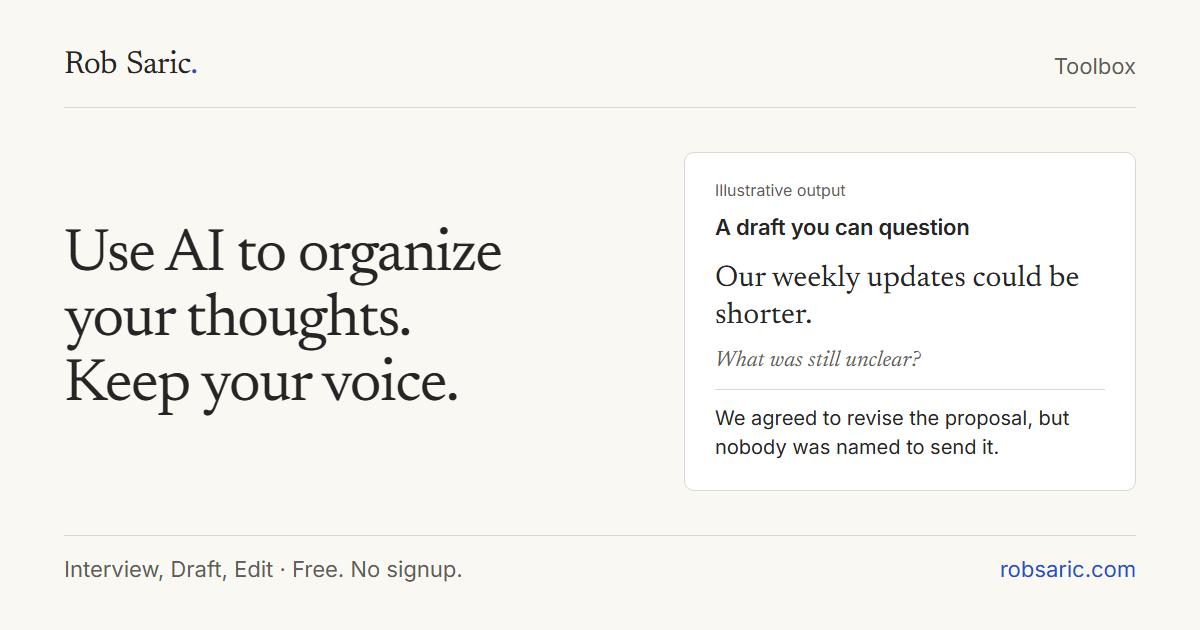 Rob Saric.
Toolbox
Use AI to organize
your thoughts.
Keep your voice.
Illustrative output
A draft you can question
Our weekly updates could be
shorter.
What was still unclear?
We agreed to revise the proposal, but
nobody was named to send it.
Interview, Draft, Edit · Free. No signup.
robsaric.com